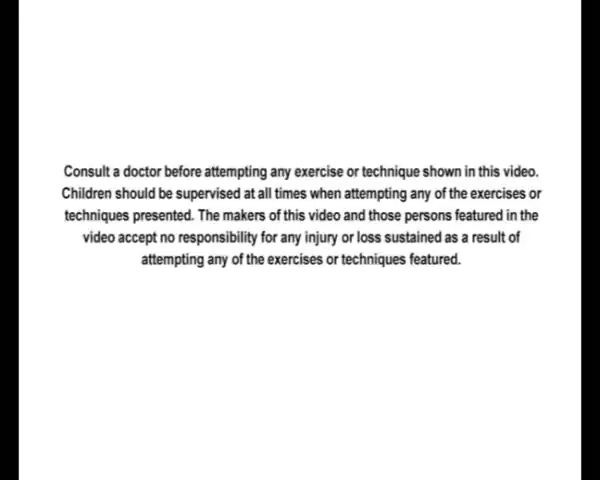 Consult a doctor before attempting any exercise or technique shown in this video.
Children should be supervised at all times when attempting any of the exercises or
techniques presented. The makers of this video and those persons featured in the
video accept no responsibility for any injury or loss sustained as a result of
attempting any of the exercises or techniques featured.